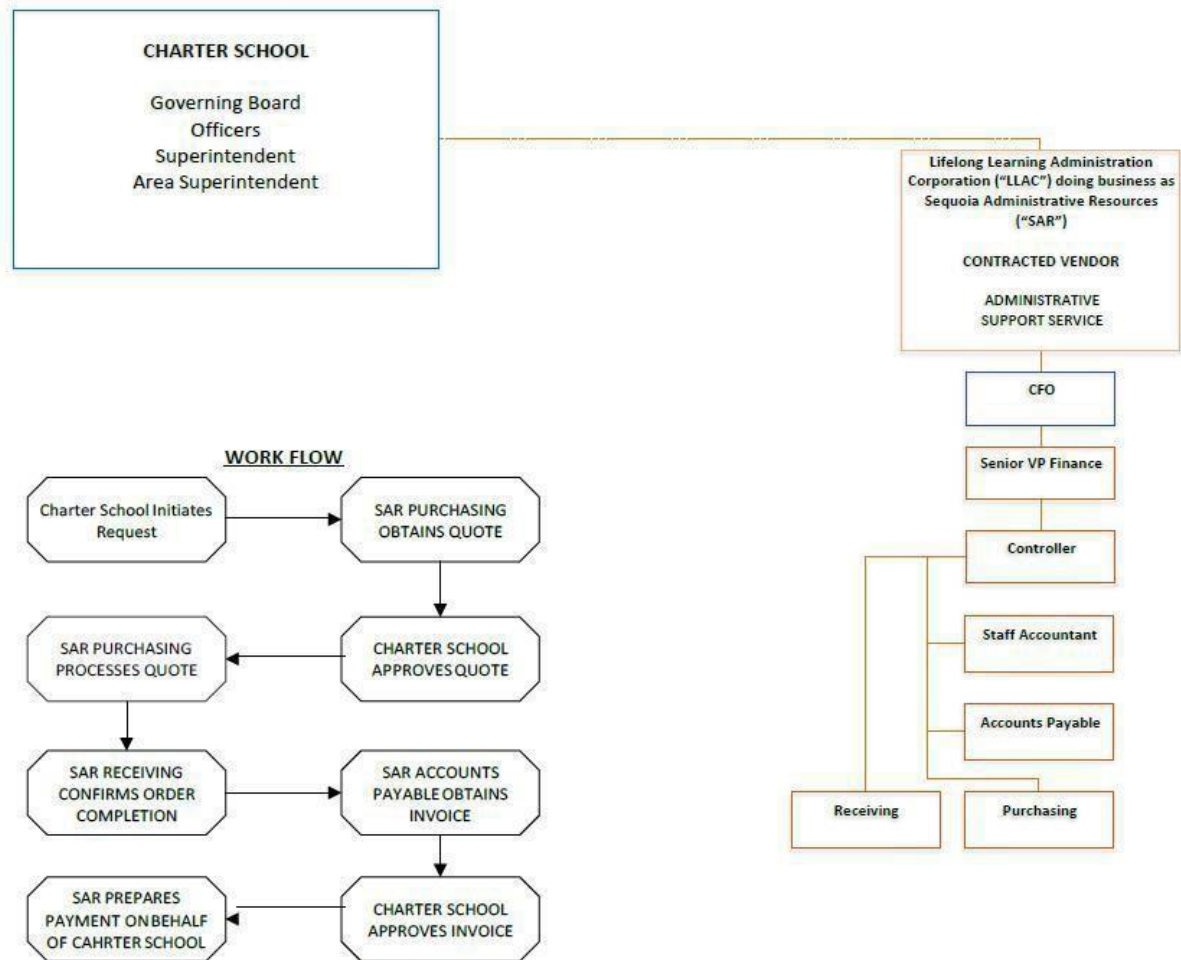 CHARTER SCHOOL
Governing Board
Officers
Superintendent
Area Superintendent
Lifelong Learning Administration
Corporation (“LLAC”) doing business as
Sequoia Administrative Resources
(“SAR”)
CONTRACTED VENDOR
ADMINISTRATIVE
SUPPORT SERVICE
CFO
Senior VP Finance
Controller
Staff Accountant
Accounts Payable
Receiving
Purchasing
WORK FLOW
Charter School Initiates
Request
SAR PURCHASING
OBTAINS QUOTE
CHARTER SCHOOL
APPROVES QUOTE
SAR PURCHASING
PROCESSES QUOTE
SAR RECEIVING
CONFIRMS ORDER
COMPLETION
SAR ACCOUNTS
PAYABLE OBTAINS
INVOICE
CHARTER SCHOOL
APPROVES INVOICE
SAR PREPARES
PAYMENT ON BEHALF
OF CAHRTER SCHOOL